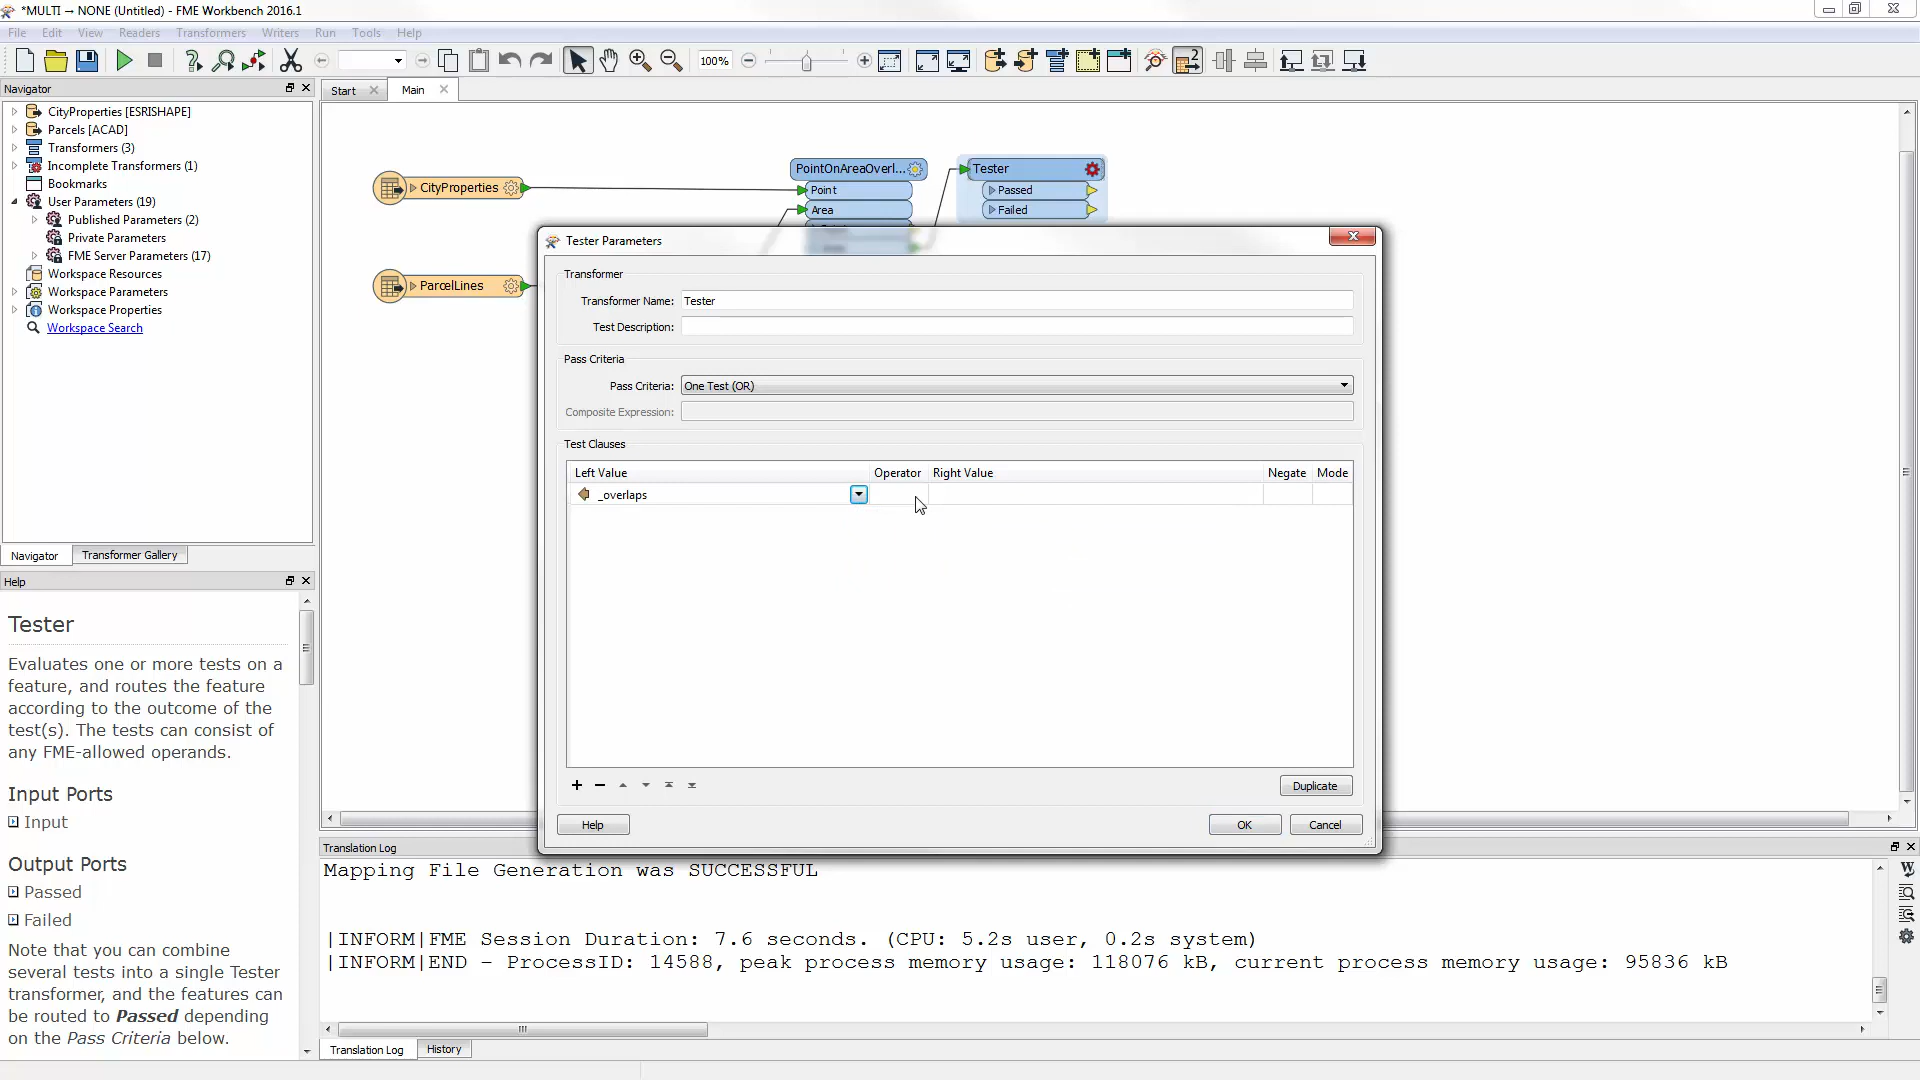 *MULTI → NONE (Untitled) - FME Workbench 2016.1
File Edit View Readers Transformers Writers Run Tools Help
100%
Navigator
CityProperties [ESRISHAPE]
Parcels [ACAD]
Transformers (3)
Incomplete Transformers (1)
Bookmarks
User Parameters (19)
Published Parameters (2)
Private Parameters
FME Server Parameters (17)
Workspace Resources
Workspace Parameters
Workspace Properties
Workspace Search
Navigator Transformer Gallery
Help
Tester
Evaluates one or more tests on a
feature, and routes the feature
according to the outcome of the
test(s). The tests can consist of
any FME-allowed operands.
Input Ports
Input
Output Ports
Passed
Failed
Note that you can combine
several tests into a single Tester
transformer, and the features can
be routed to Passed depending
on the Pass Criteria below.
Start Main
CityProperties
ParcelLines
PointOnAreaOverl...
Point
Area
Tester
Passed
Failed
Tester Parameters
Transformer
Transformer Name: Tester
Test Description:
Pass Criteria
Pass Criteria: One Test (OR)
Composite Expression:
Test Clauses
Left Value Operator Right Value Negate Mode
_overlaps
Duplicate
Help OK Cancel
Translation Log
Mapping File Generation was SUCCESSFUL
|INFORM|FME Session Duration: 7.6 seconds. (CPU: 5.2s user, 0.2s system)
|INFORM|END - ProcessID: 14588, peak process memory usage: 118076 kB, current process memory usage: 95836 kB
Translation Log History